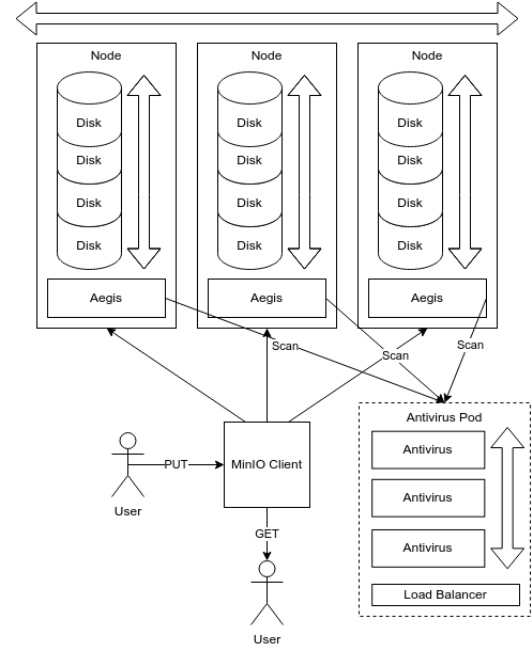 Node Node Node
Disk Disk Disk
Disk Disk Disk
Disk Disk Disk
Disk Disk Disk
Aegis Aegis Aegis
Scan Scan Scan
Antivirus Pod
Antivirus
PUT MinIO Client
User
Antivirus
GET
Antivirus
Load Balancer
User